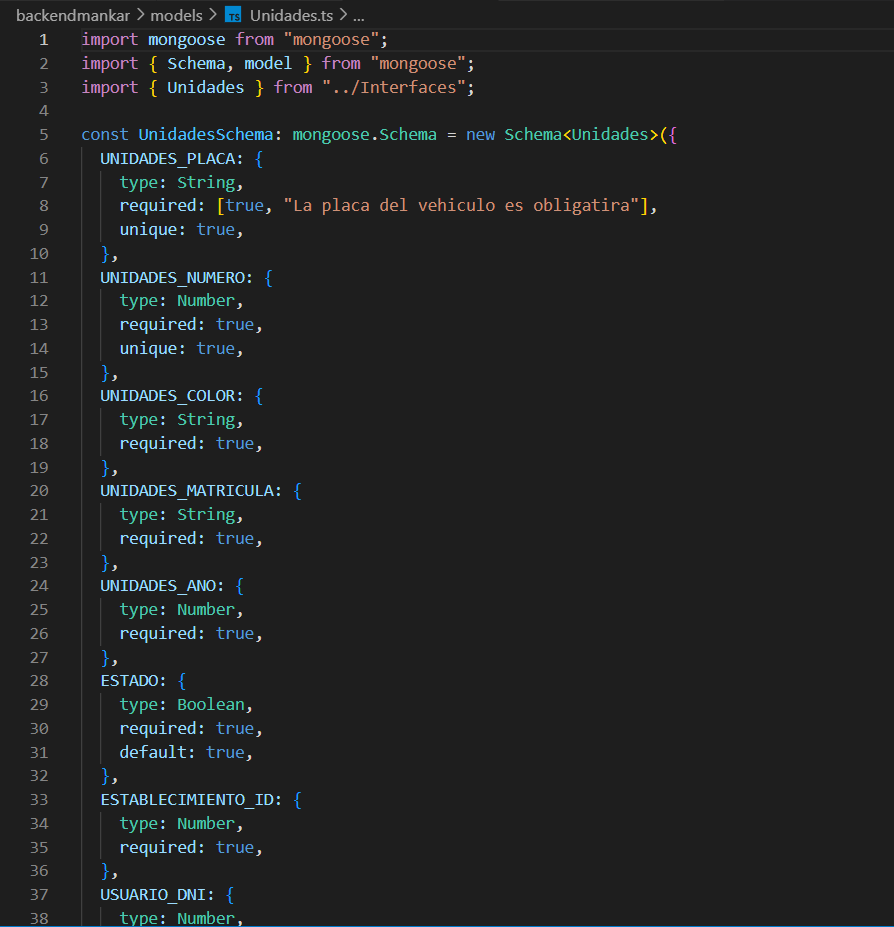 backendmankar > models > TS Unidades.ts > ...
1 import mongoose from "mongoose";
2 import { Schema, model } from "mongoose";
3 import { Unidades } from "../Interfaces";
4
5 const UnidadesSchema: mongoose.Schema = new Schema<Unidades>({
6 UNIDADES_PLACA: {
7 type: String,
8 required: [true, "La placa del vehiculo es obligatira"],
9 unique: true,
10 },
11 UNIDADES_NUMERO: {
12 type: Number,
13 required: true,
14 unique: true,
15 },
16 UNIDADES_COLOR: {
17 type: String,
18 required: true,
19 },
20 UNIDADES_MATRICULA: {
21 type: String,
22 required: true,
23 },
24 UNIDADES_ANO: {
25 type: Number,
26 required: true,
27 },
28 ESTADO: {
29 type: Boolean,
30 required: true,
31 default: true,
32 },
33 ESTABLECIMIENTO_ID: {
34 type: Number,
35 required: true,
36 },
37 USUARIO_DNI: {
38 type: Number,